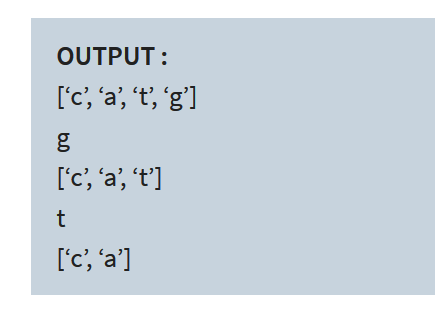 OUTPUT :
[‘c’, ‘a’, ‘t’, ‘g’]
g
[‘c’, ‘a’, ‘t’]
t
[‘c’, ‘a’]